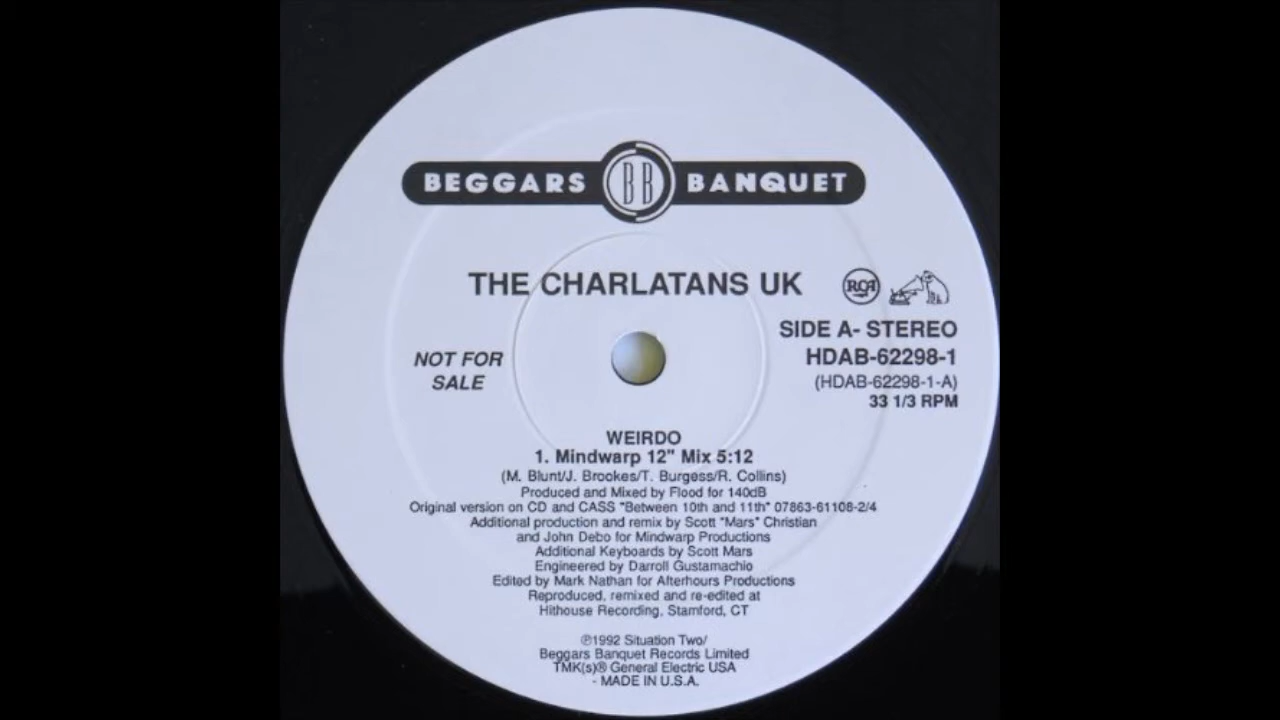 BEGGARS BB BANQUET
THE CHARLATANS UK
RCA
SIDE A- STEREO
HDAB-62298-1
(HDAB-62298-1-A)
33 1/3 RPM
NOT FOR
SALE
WEIRDO
1. Mindwarp 12" Mix 5:12
(M. Blunt/J. Brookes/T. Burgess/R. Collins)
Produced and Mixed by Flood for 140dB
Original version on CD and CASS "Between 10th and 11th" 07863-61108-2/4
Additional production and remix by Scott "Mars" Christian
and John Debo for Mindwarp Productions
Additional Keyboards by Scott Mars
Engineered by Darroll Gustamachio
Edited by Mark Nathan for Afterhours Productions
Reproduced, remixed and re-edited at
Hithouse Recording, Stamford, CT
℗1992 Situation Two/
Beggars Banquet Records Limited
TMK(s)® General Electric USA
- MADE IN U.S.A.